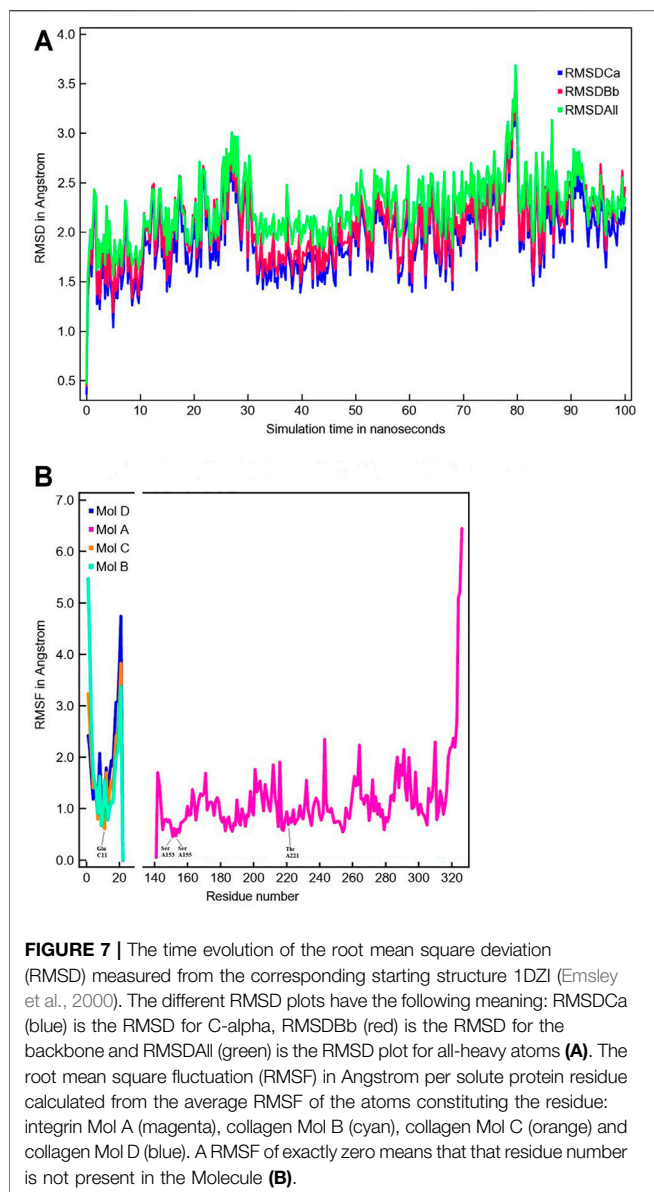 A
4.0
3.5
3.0
2.5
2.0
1.5
1.0
0.5
RMSD in Angstrom
RMSDCa
RMSDBb
RMSDAll
0 10 20 30 40 50 60 70 80 90 100
Simulation time in nanoseconds
B
7.0
6.0
5.0
4.0
3.0
2.0
1.0
0.0
RMSF in Angstrom
Mol D
Mol A
Mol C
Mol B
Glu
C11
Ser
A153
Ser
A155
Thr
A221
0 20 140 160 180 200 220 240 260 280 300 320
Residue number
FIGURE 7 | The time evolution of the root mean square deviation
(RMSD) measured from the corresponding starting structure 1DZI (Emsley
et al., 2000). The different RMSD plots have the following meaning: RMSDCa
(blue) is the RMSD for C-alpha, RMSDBb (red) is the RMSD for the
backbone and RMSDAll (green) is the RMSD plot for all-heavy atoms (A). The
root mean square fluctuation (RMSF) in Angstrom per solute protein residue
calculated from the average RMSF of the atoms constituting the residue:
integrin Mol A (magenta), collagen Mol B (cyan), collagen Mol C (orange) and
collagen Mol D (blue). A RMSF of exactly zero means that that residue number
is not present in the Molecule (B).